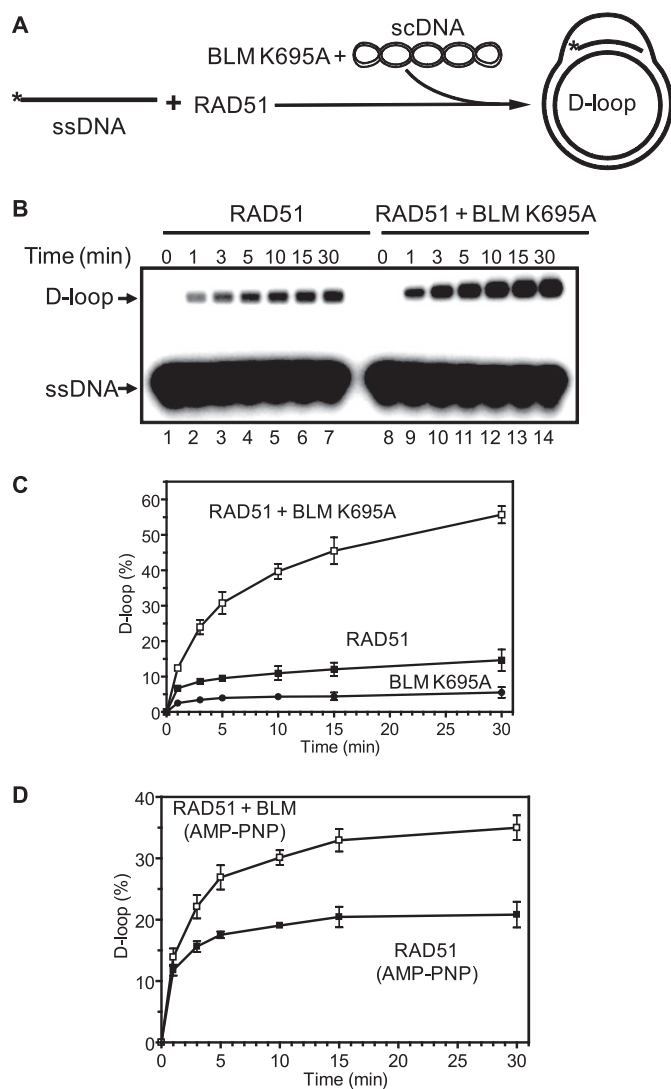 A
scDNA
BLM K695A +
* ssDNA + RAD51
* D-loop
B
RAD51 RAD51 + BLM K695A
Time (min) 0 1 3 5 10 15 30 0 1 3 5 10 15 30
D-loop
ssDNA
1 2 3 4 5 6 7 8 9 10 11 12 13 14
C
60
50
40
30
20
10
0
D-loop (%)
RAD51 + BLM K695A
RAD51
BLM K695A
0 5 10 15 20 25 30
Time (min)
D
40
30
20
10
0
D-loop (%)
RAD51 + BLM
(AMP-PNP)
RAD51
(AMP-PNP)
0 5 10 15 20 25 30
Time (min)